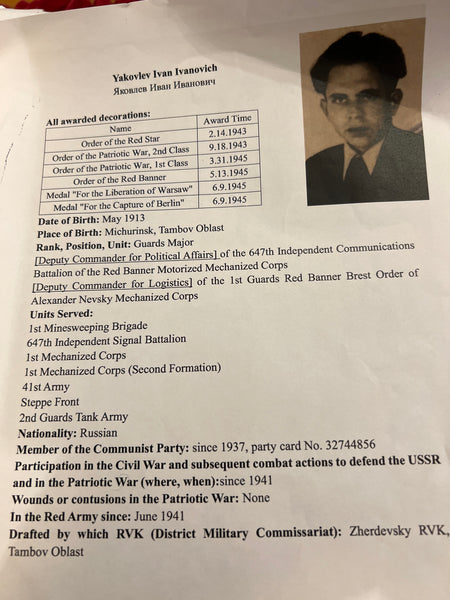 Yakovlev Ivan Ivanovich
Яковлев Иван Иванович
All awarded decorations:
Name Award Time
Order of the Red Star 2.14.1943
Order of the Patriotic War, 2nd Class 9.18.1943
Order of the Patriotic War, 1st Class 3.31.1945
Order of the Red Banner 5.13.1945
Medal "For the Liberation of Warsaw" 6.9.1945
Medal "For the Capture of Berlin" 6.9.1945
Date of Birth: May 1913
Place of Birth: Michurinsk, Tambov Oblast
Rank, Position, Unit: Guards Major
[Deputy Commander for Political Affairs] of the 647th Independent Communications
Battalion of the Red Banner Motorized Mechanized Corps
[Deputy Commander for Logistics] of the 1st Guards Red Banner Brest Order of
Alexander Nevsky Mechanized Corps
Units Served:
1st Minesweeping Brigade
647th Independent Signal Battalion
1st Mechanized Corps
1st Mechanized Corps (Second Formation)
41st Army
Steppe Front
2nd Guards Tank Army
Nationality: Russian
Member of the Communist Party: since 1937, party card No. 32744856
Participation in the Civil War and subsequent combat actions to defend the USSR
and in the Patriotic War (where, when):since 1941
Wounds or contusions in the Patriotic War: None
In the Red Army since: June 1941
Drafted by which RVK (District Military Commissariat): Zherdevsky RVK,
Tambov Oblast